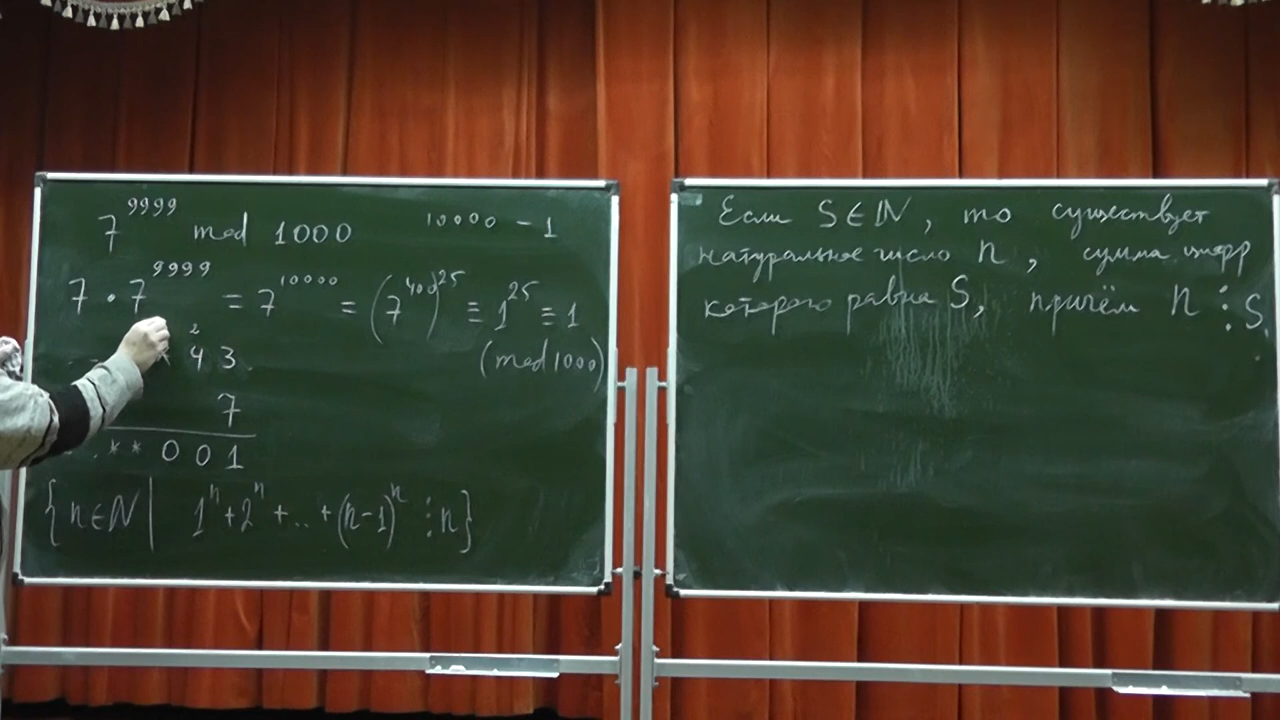 7^9999 mod 1000 10000 - 1
7 · 7^9999 = 7^10000 = (7^400)^25 ≡ 1^25 ≡ 1
(mod 1000)
2
43
7
**001
{n ∈ ℕ | 1^n + 2^n + .. + (n-1)^n ⋮ n}
Если S ∈ ℕ, то существует
натуральное число n, сумма цифр
которого равна S, причём n ⋮ S.